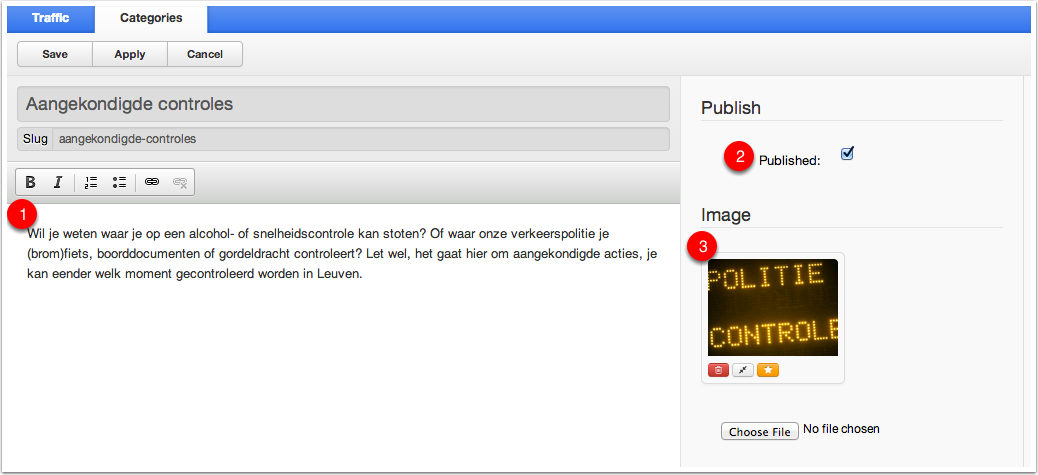 Traffic Categories
Save Apply Cancel
Aangekondigde controles
Slug aangekondigde-controles
B I
1
Wil je weten waar je op een alcohol- of snelheidscontrole kan stoten? Of waar onze verkeerspolitie je
(brom)fiets, boorddocumenten of gordeldracht controleert? Let wel, het gaat hier om aangekondigde acties, je
kan eender welk moment gecontroleerd worden in Leuven.
Publish
2 Published:
Image
3
POLITIE
CONTROLE
Choose File No file chosen